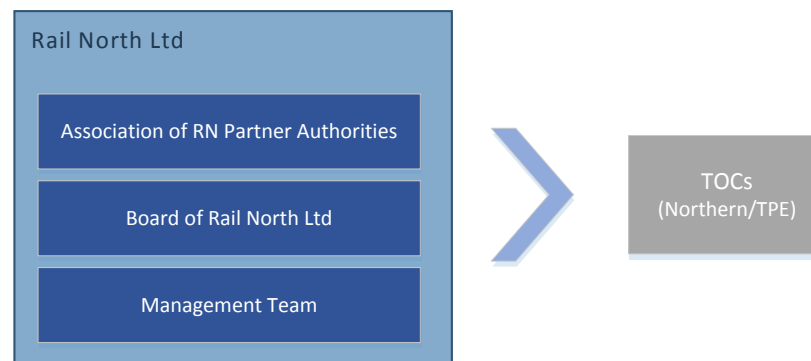 Rail North Ltd
Association of RN Partner Authorities
Board of Rail North Ltd
Management Team
TOCs
(Northern/TPE)